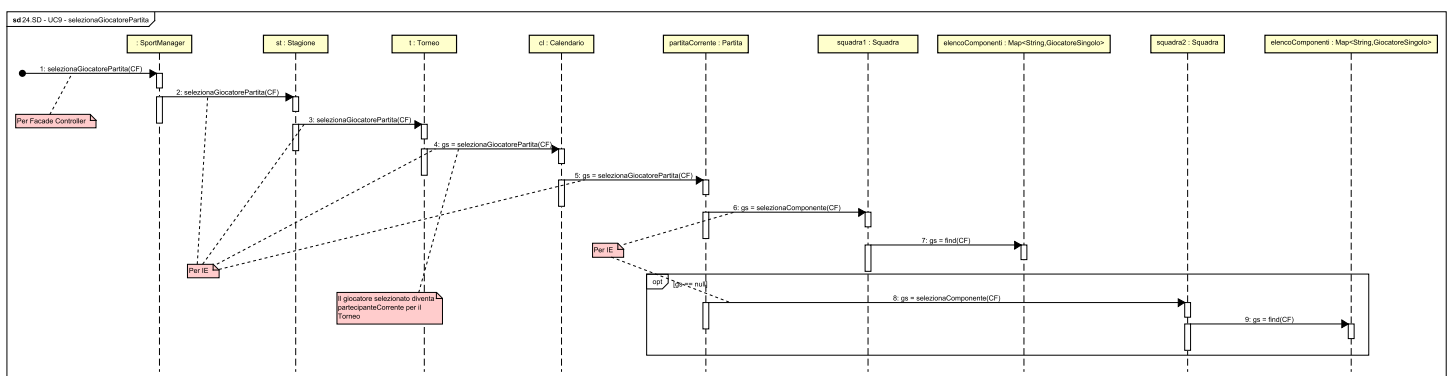 sd 24.SD - UC9 - selezionaGiocatorePartita
: SportManager
st : Stagione
t : Torneo
cl : Calendario
partitaCorrente : Partita
squadra1 : Squadra
elencoComponenti : Map<String,GiocatoreSingolo>
squadra2 : Squadra
elencoComponenti : Map<String,GiocatoreSingolo>
1: selezionaGiocatorePartita(CF)
2: selezionaGiocatorePartita(CF)
Per Facade Controller
3: selezionaGiocatorePartita(CF)
4: gs = selezionaGiocatorePartita(CF)
5: gs = selezionaGiocatorePartita(CF)
6: gs = selezionaComponente(CF)
7: gs = find(CF)
Per IE
Per IE
opt
[gs == null]
Il giocatore selezionato diventa
partecipanteCorrente per il
Torneo
8: gs = selezionaComponente(CF)
9: gs = find(CF)